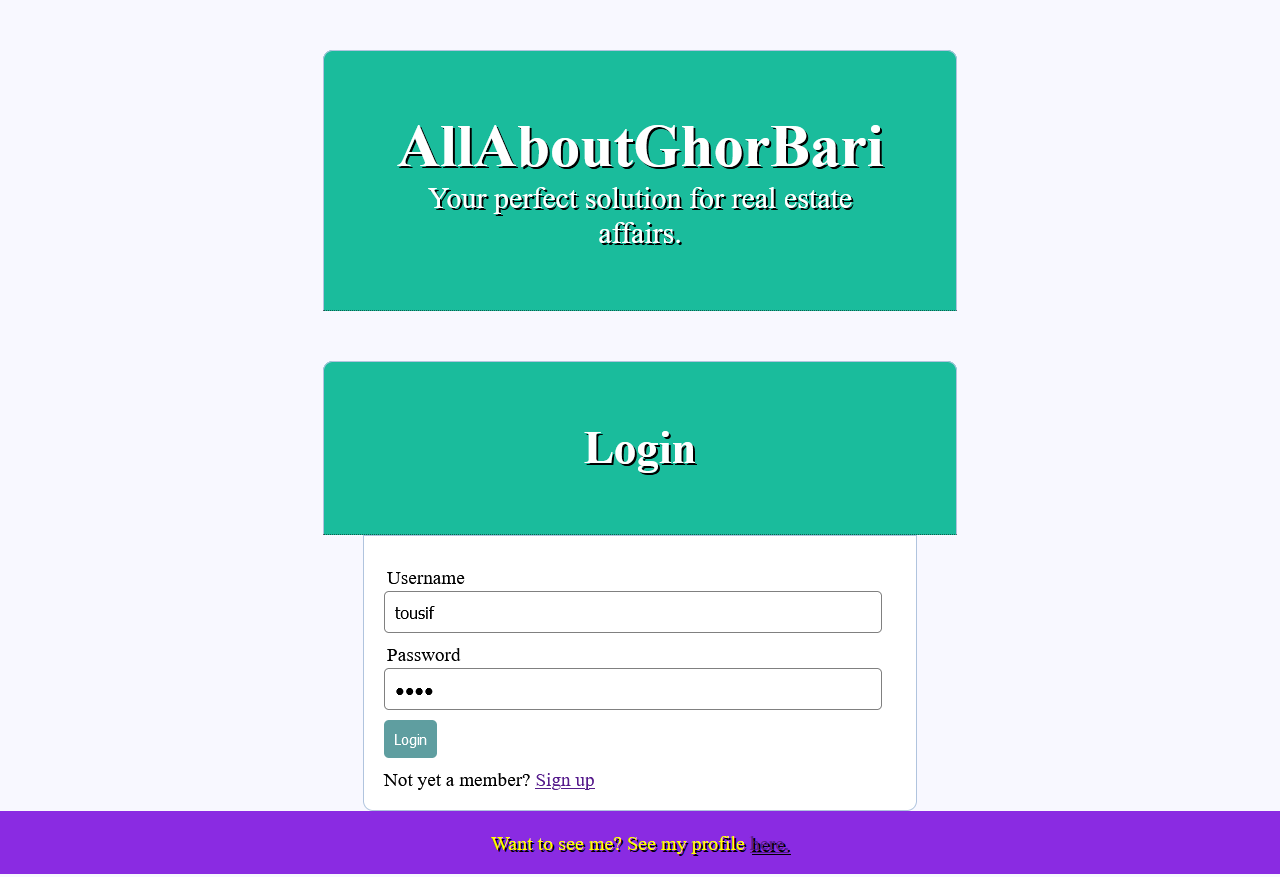 AllAboutGhorBari
Your perfect solution for real estate
affairs.
Login
Username
tousif
Password
••••
Login
Not yet a member? Sign up
Want to see me? See my profile here.